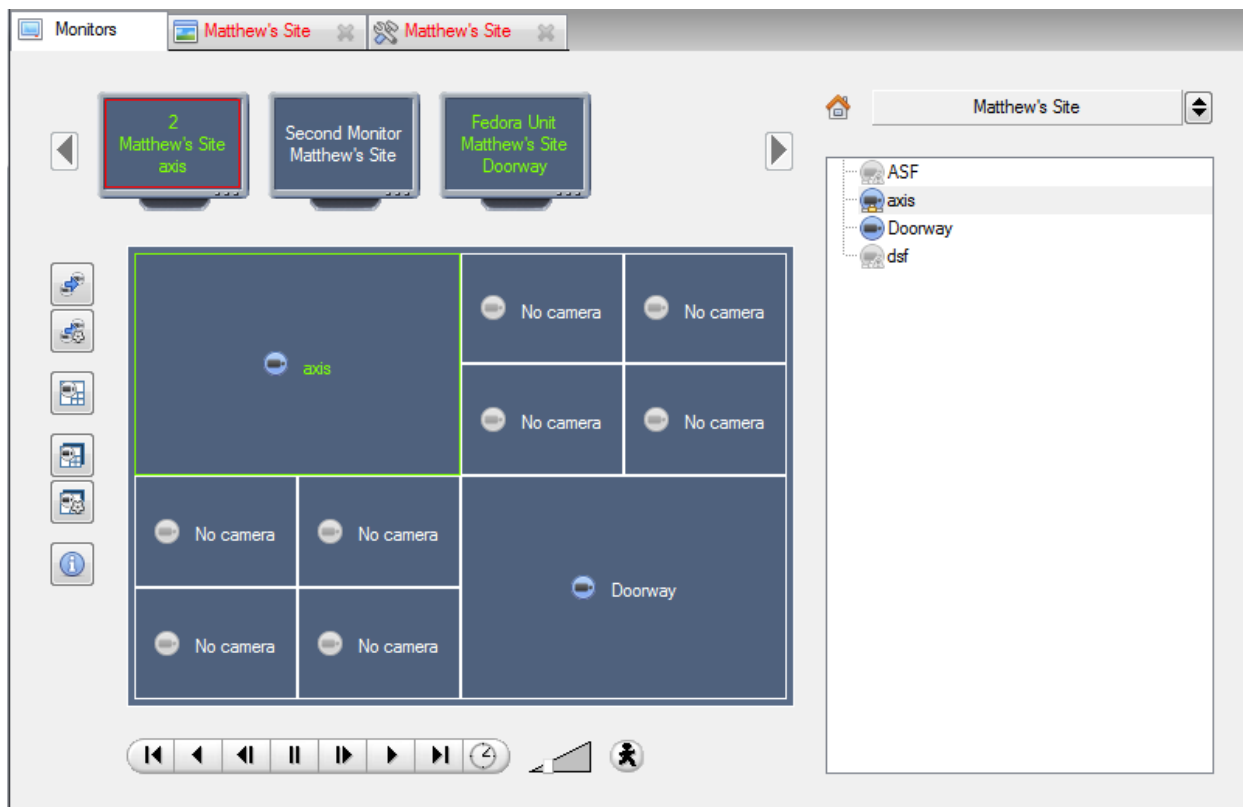 Monitors
Matthew's Site
Matthew's Site
2
Matthew's Site
axis
Second Monitor
Matthew's Site
Fedora Unit
Matthew's Site
Doorway
Matthew's Site
ASF
axis
Doorway
dsf
axis
No camera
No camera
No camera
No camera
No camera
No camera
No camera
No camera
Doorway